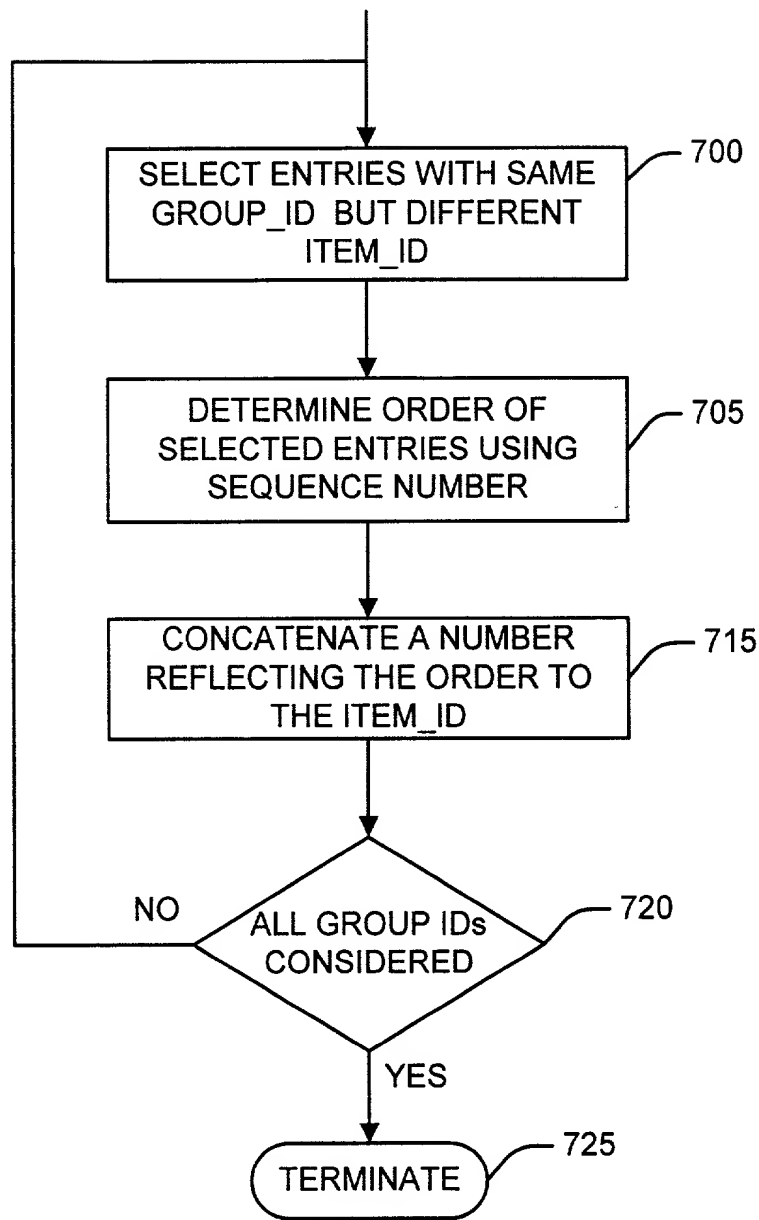 700
SELECT ENTRIES WITH SAME
GROUP_ID BUT DIFFERENT
ITEM_ID
705
DETERMINE ORDER OF
SELECTED ENTRIES USING
SEQUENCE NUMBER
715
CONCATENATE A NUMBER
REFLECTING THE ORDER TO
THE ITEM_ID
720
NO
ALL GROUP IDs
CONSIDERED
YES
725
TERMINATE